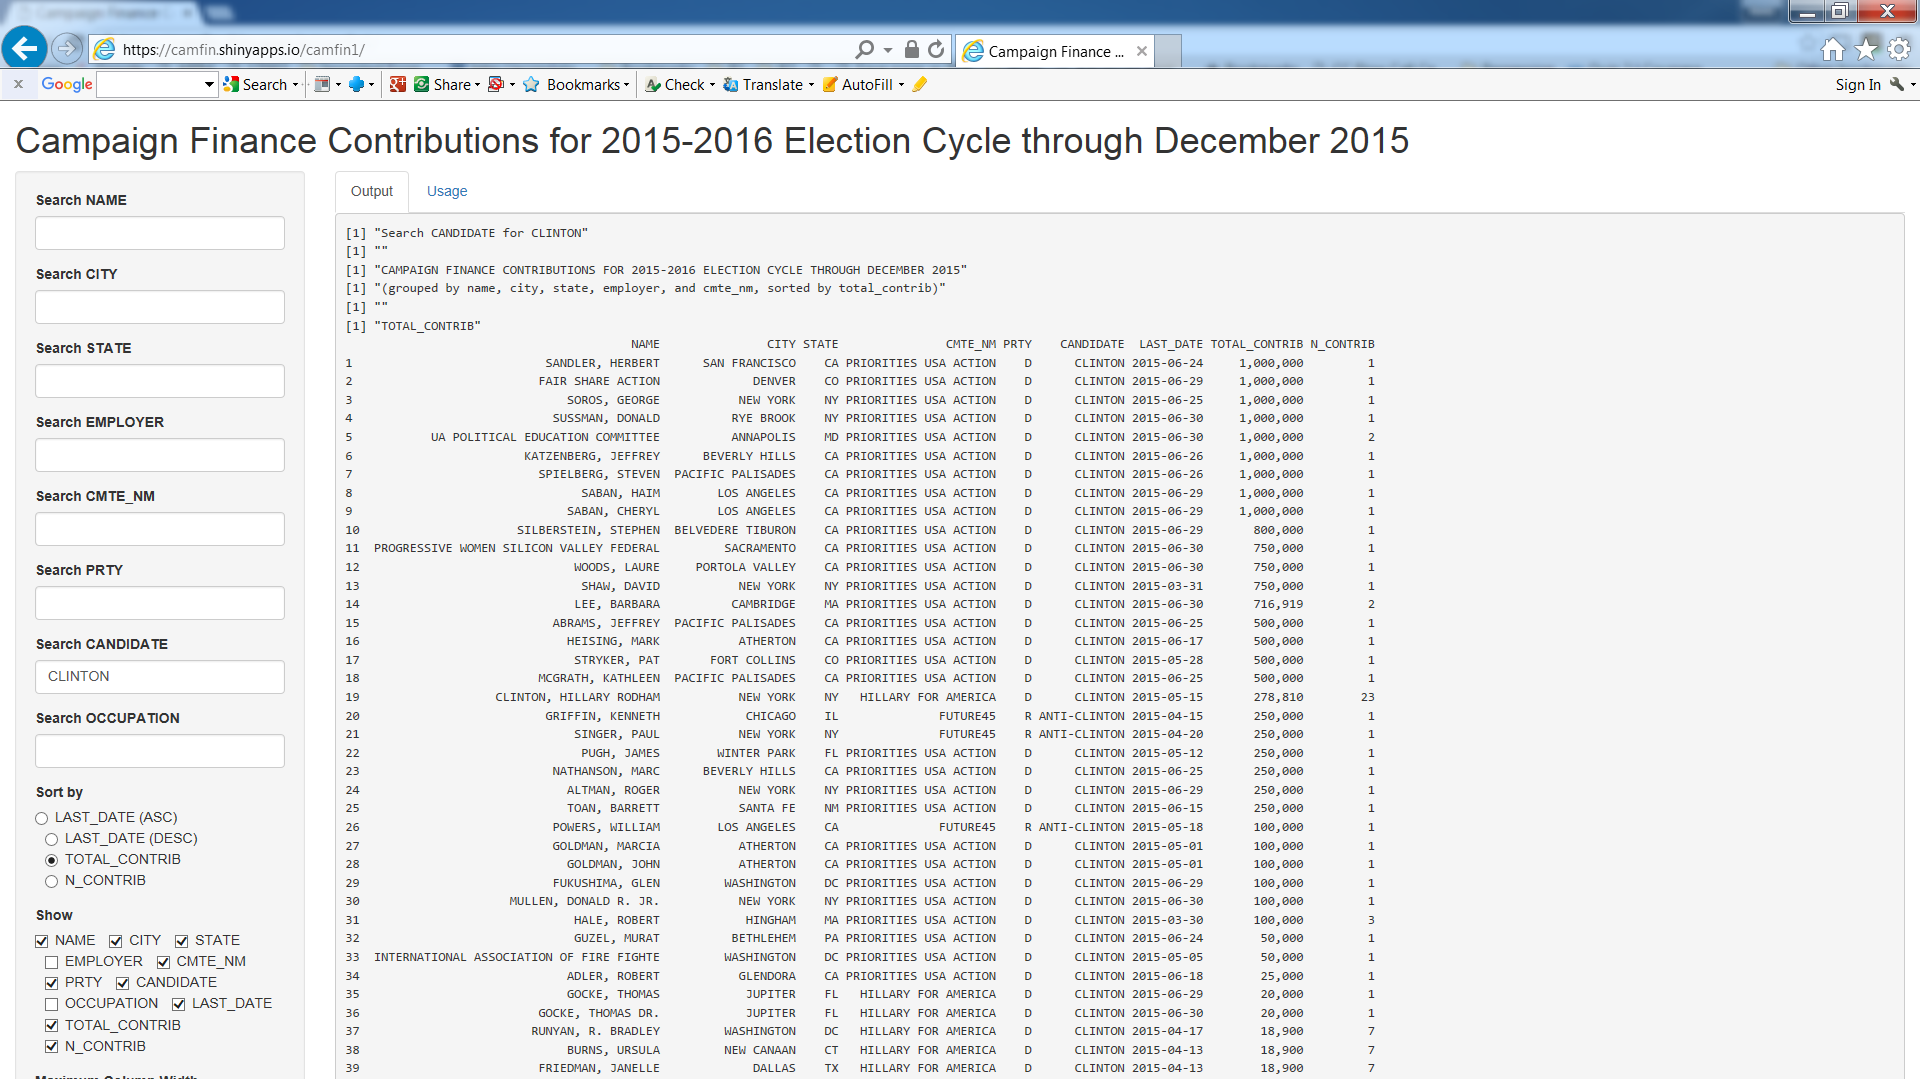 https://camfin.shinyapps.io/camfin1/
Campaign Finance ...
x Google Search Share Bookmarks Check Translate AutoFill Sign In
Campaign Finance Contributions for 2015-2016 Election Cycle through December 2015
Search NAME
Search CITY
Search STATE
Search EMPLOYER
Search CMTE_NM
Search PRTY
Search CANDIDATE
CLINTON
Search OCCUPATION
Sort by
LAST_DATE (ASC)
LAST_DATE (DESC)
TOTAL_CONTRIB
N_CONTRIB
Show
NAME CITY STATE
EMPLOYER CMTE_NM
PRTY CANDIDATE
OCCUPATION LAST_DATE
TOTAL_CONTRIB
N_CONTRIB
Maximum Column Width
Output Usage
[1] "Search CANDIDATE for CLINTON"
[1] ""
[1] "CAMPAIGN FINANCE CONTRIBUTIONS FOR 2015-2016 ELECTION CYCLE THROUGH DECEMBER 2015"
[1] "(grouped by name, city, state, employer, and cmte_nm, sorted by total_contrib)"
[1] ""
[1] "TOTAL_CONTRIB"
NAME CITY STATE CMTE_NM PRTY CANDIDATE LAST_DATE TOTAL_CONTRIB N_CONTRIB
1 SANDLER, HERBERT SAN FRANCISCO CA PRIORITIES USA ACTION D CLINTON 2015-06-24 1,000,000 1
2 FAIR SHARE ACTION DENVER CO PRIORITIES USA ACTION D CLINTON 2015-06-29 1,000,000 1
3 SOROS, GEORGE NEW YORK NY PRIORITIES USA ACTION D CLINTON 2015-06-25 1,000,000 1
4 SUSSMAN, DONALD RYE BROOK NY PRIORITIES USA ACTION D CLINTON 2015-06-30 1,000,000 1
5 UA POLITICAL EDUCATION COMMITTEE ANNAPOLIS MD PRIORITIES USA ACTION D CLINTON 2015-06-30 1,000,000 2
6 KATZENBERG, JEFFREY BEVERLY HILLS CA PRIORITIES USA ACTION D CLINTON 2015-06-26 1,000,000 1
7 SPIELBERG, STEVEN PACIFIC PALISADES CA PRIORITIES USA ACTION D CLINTON 2015-06-26 1,000,000 1
8 SABAN, HAIM LOS ANGELES CA PRIORITIES USA ACTION D CLINTON 2015-06-29 1,000,000 1
9 SABAN, CHERYL LOS ANGELES CA PRIORITIES USA ACTION D CLINTON 2015-06-29 1,000,000 1
10 SILBERSTEIN, STEPHEN BELVEDERE TIBURON CA PRIORITIES USA ACTION D CLINTON 2015-06-29 800,000 1
11 PROGRESSIVE WOMEN SILICON VALLEY FEDERAL SACRAMENTO CA PRIORITIES USA ACTION D CLINTON 2015-06-30 750,000 1
12 WOODS, LAURE PORTOLA VALLEY CA PRIORITIES USA ACTION D CLINTON 2015-06-30 750,000 1
13 SHAW, DAVID NEW YORK NY PRIORITIES USA ACTION D CLINTON 2015-03-31 750,000 1
14 LEE, BARBARA CAMBRIDGE MA PRIORITIES USA ACTION D CLINTON 2015-06-30 716,919 2
15 ABRAMS, JEFFREY PACIFIC PALISADES CA PRIORITIES USA ACTION D CLINTON 2015-06-25 500,000 1
16 HEISING, MARK ATHERTON CA PRIORITIES USA ACTION D CLINTON 2015-06-17 500,000 1
17 STRYKER, PAT FORT COLLINS CO PRIORITIES USA ACTION D CLINTON 2015-05-28 500,000 1
18 MCGRATH, KATHLEEN PACIFIC PALISADES CA PRIORITIES USA ACTION D CLINTON 2015-06-25 500,000 1
19 CLINTON, HILLARY RODHAM NEW YORK NY HILLARY FOR AMERICA D CLINTON 2015-05-15 278,810 23
20 GRIFFIN, KENNETH CHICAGO IL FUTURE45 R ANTI-CLINTON 2015-04-15 250,000 1
21 SINGER, PAUL NEW YORK NY FUTURE45 R ANTI-CLINTON 2015-04-20 250,000 1
22 PUGH, JAMES WINTER PARK FL PRIORITIES USA ACTION D CLINTON 2015-05-12 250,000 1
23 NATHANSON, MARC BEVERLY HILLS CA PRIORITIES USA ACTION D CLINTON 2015-06-25 250,000 1
24 ALTMAN, ROGER NEW YORK NY PRIORITIES USA ACTION D CLINTON 2015-06-29 250,000 1
25 TOAN, BARRETT SANTA FE NM PRIORITIES USA ACTION D CLINTON 2015-06-15 250,000 1
26 POWERS, WILLIAM LOS ANGELES CA FUTURE45 R ANTI-CLINTON 2015-05-18 100,000 1
27 GOLDMAN, MARCIA ATHERTON CA PRIORITIES USA ACTION D CLINTON 2015-05-01 100,000 1
28 GOLDMAN, JOHN ATHERTON CA PRIORITIES USA ACTION D CLINTON 2015-05-01 100,000 1
29 FUKUSHIMA, GLEN WASHINGTON DC PRIORITIES USA ACTION D CLINTON 2015-06-29 100,000 1
30 MULLEN, DONALD R. JR. NEW YORK NY PRIORITIES USA ACTION D CLINTON 2015-06-30 100,000 1
31 HALE, ROBERT HINGHAM MA PRIORITIES USA ACTION D CLINTON 2015-03-30 100,000 3
32 GUZEL, MURAT BETHLEHEM PA PRIORITIES USA ACTION D CLINTON 2015-06-24 50,000 1
33 INTERNATIONAL ASSOCIATION OF FIRE FIGHTE WASHINGTON DC PRIORITIES USA ACTION D CLINTON 2015-05-05 50,000 1
34 ADLER, ROBERT GLENDORA CA PRIORITIES USA ACTION D CLINTON 2015-06-18 25,000 1
35 GOCKE, THOMAS JUPITER FL HILLARY FOR AMERICA D CLINTON 2015-06-29 20,000 1
36 GOCKE, THOMAS DR. JUPITER FL HILLARY FOR AMERICA D CLINTON 2015-06-30 20,000 1
37 RUNYAN, R. BRADLEY WASHINGTON DC HILLARY FOR AMERICA D CLINTON 2015-04-17 18,900 7
38 BURNS, URSULA NEW CANAAN CT HILLARY FOR AMERICA D CLINTON 2015-04-13 18,900 7
39 FRIEDMAN, JANELLE DALLAS TX HILLARY FOR AMERICA D CLINTON 2015-04-13 18,900 7